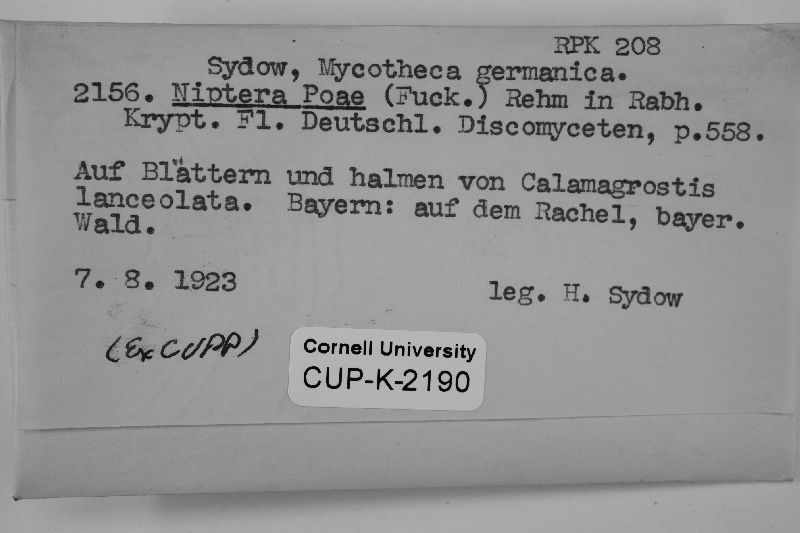 RPK 208
Sydow, Mycotheca germanica.
2156. Niptera Poae (Fuck.) Rehm in Rabh.
Krypt. Fl. Deutschl. Discomyceten, p.558.
Auf Blättern und halmen von Calamagrostis
lanceolata. Bayern: auf dem Rachel, bayer.
Wald.
7. 8. 1923 leg. H. Sydow
(Ex CUPP)
Cornell University
CUP-K-2190